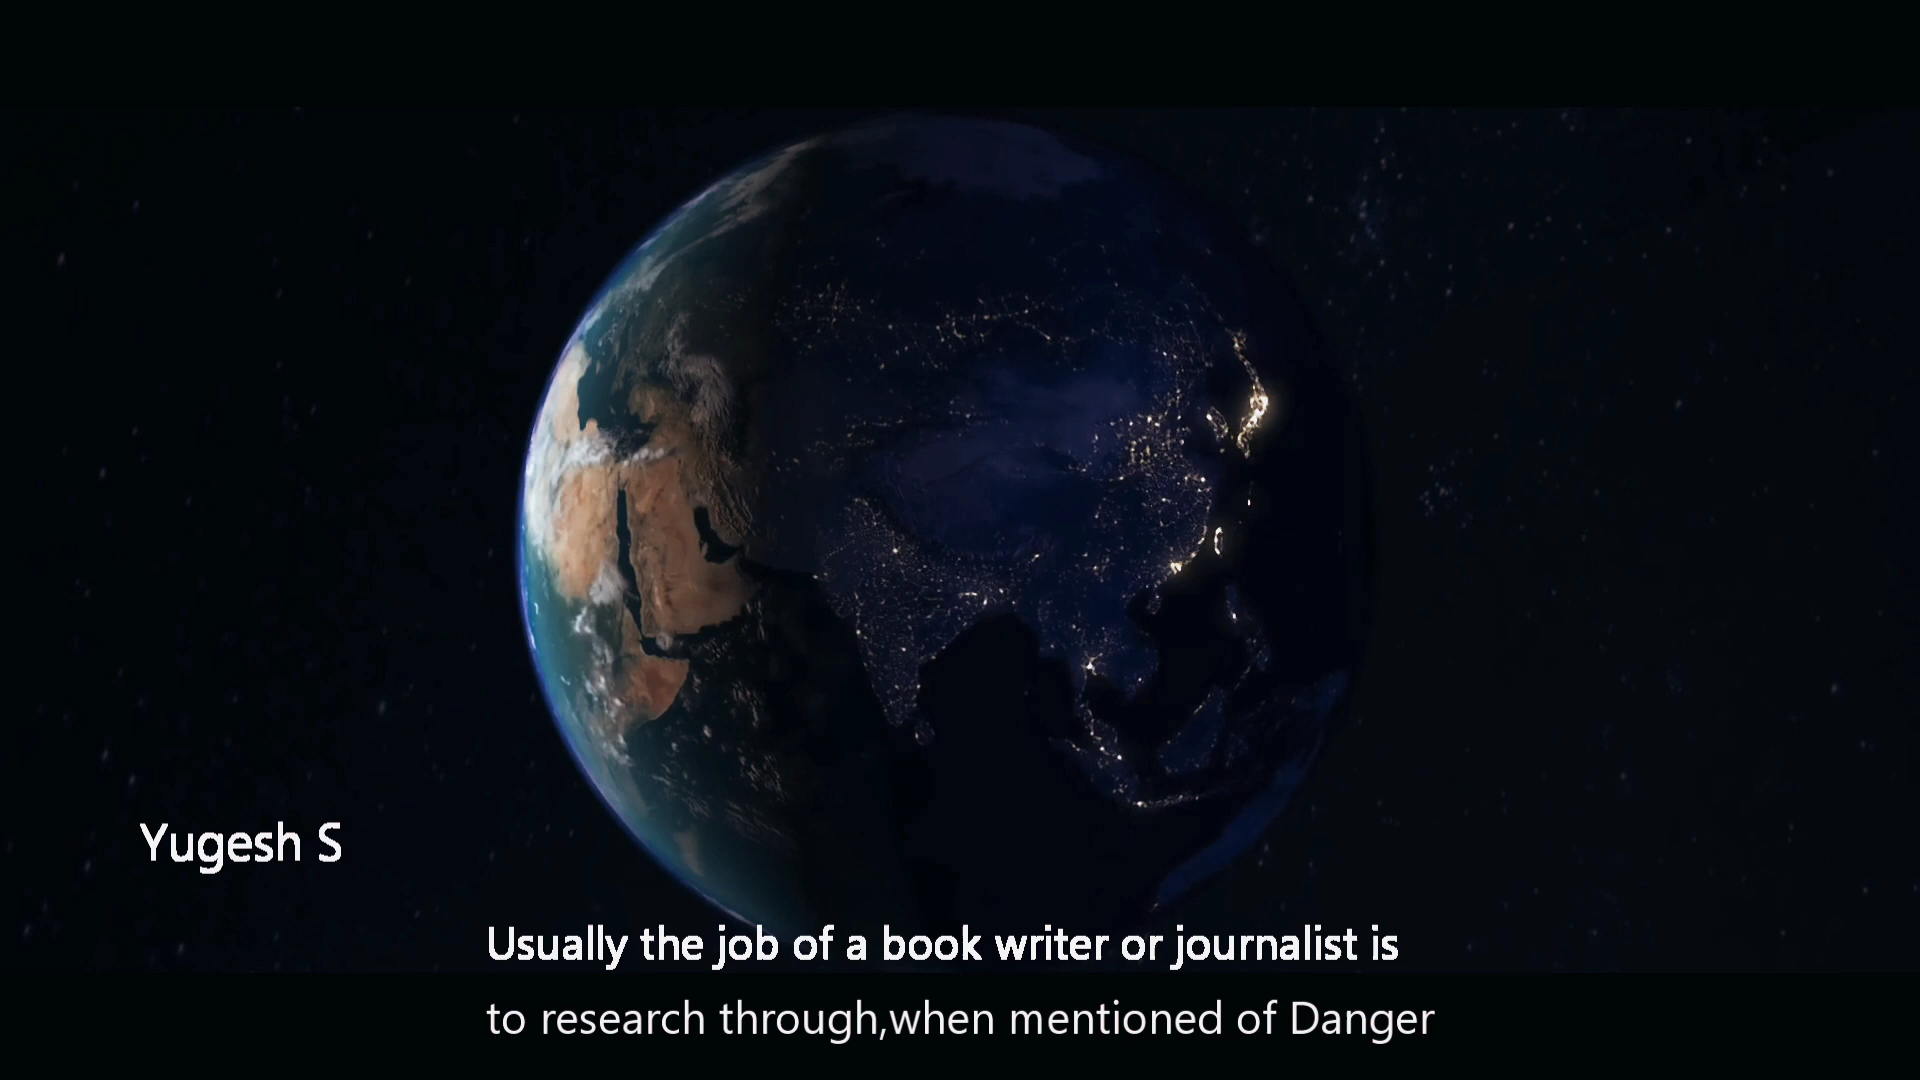 Yugesh S
Usually the job of a book writer or journalist is
to research through,when mentioned of Danger